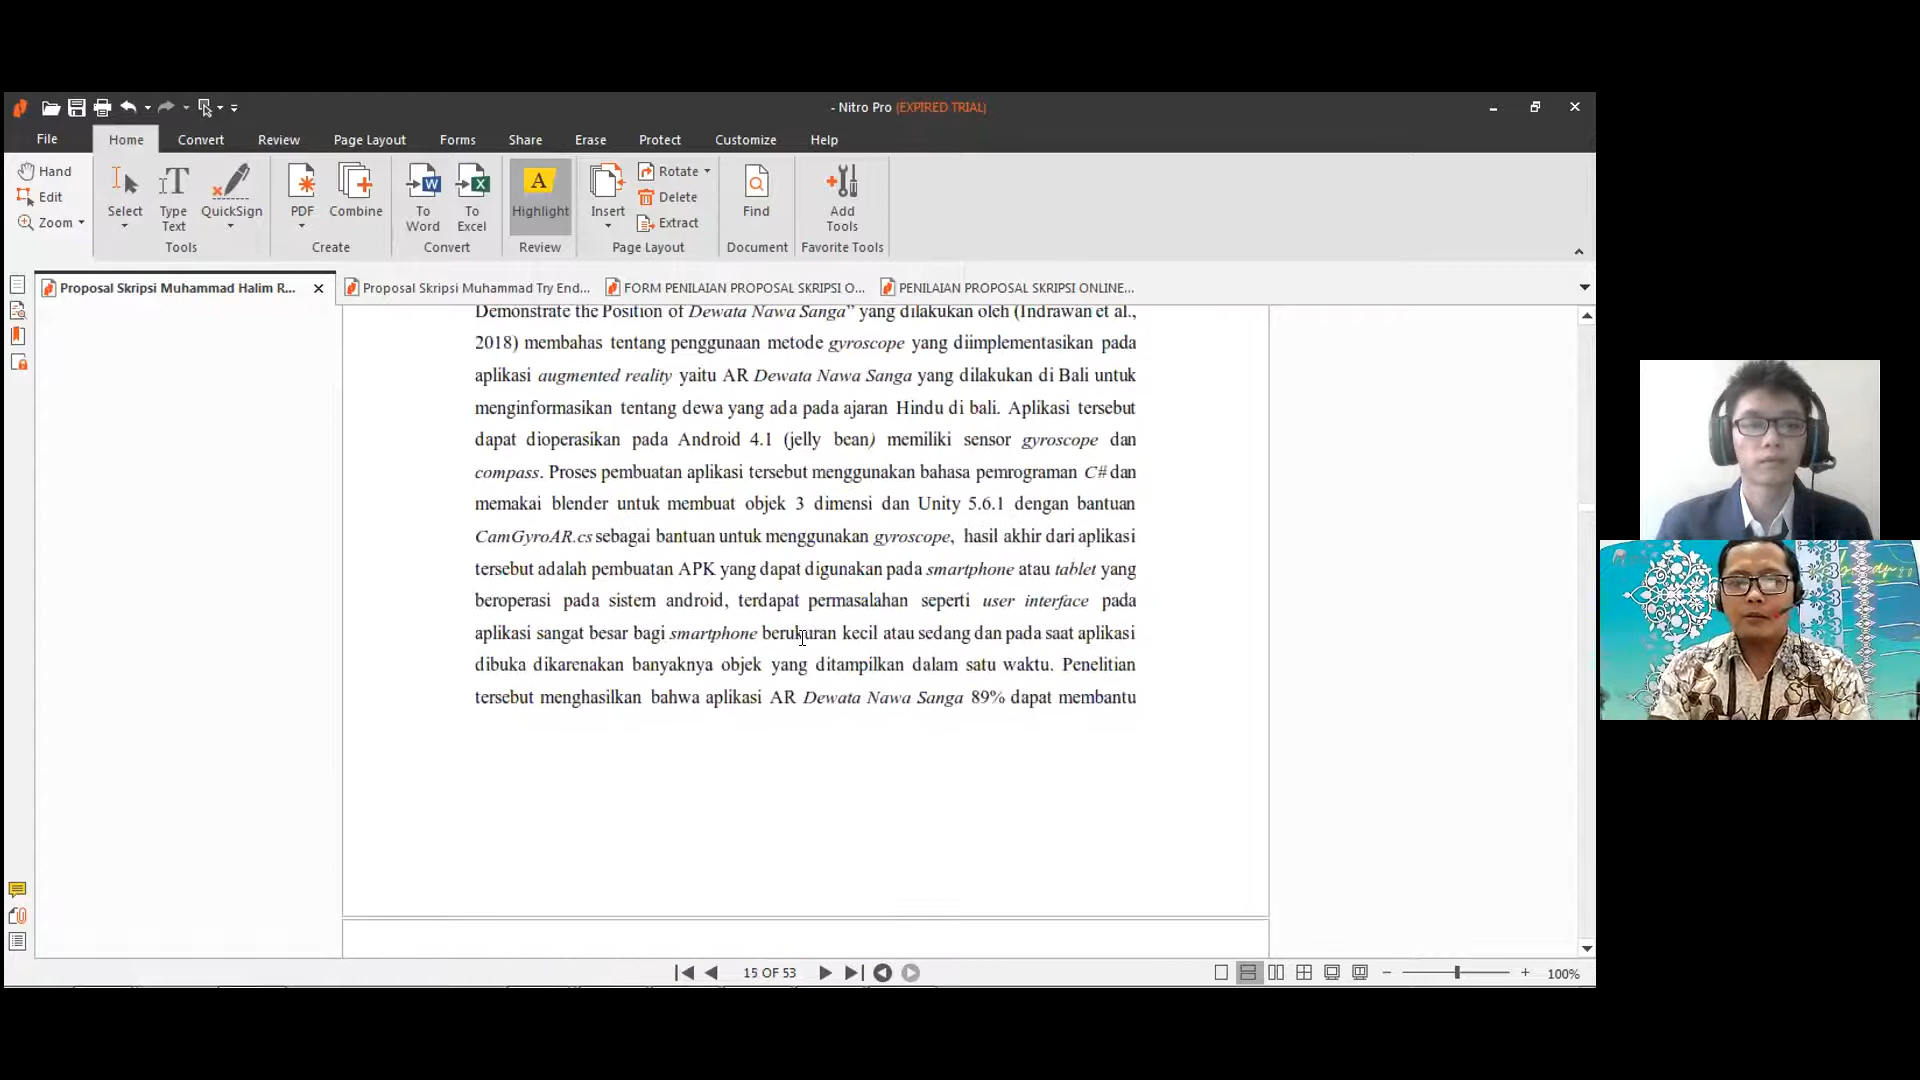 - Nitro Pro (EXPIRED TRIAL)
File Home Convert Review Page Layout Forms Share Erase Protect Customize Help
Hand
Edit
Zoom
Select
Type
Text
QuickSign
Tools
PDF
Combine
Create
To
Word
To
Excel
Convert
Highlight
Review
Insert
Rotate
Delete
Extract
Page Layout
Find
Document
Add
Tools
Favorite Tools
Proposal Skripsi Muhammad Halim R...
Proposal Skripsi Muhammad Try End...
FORM PENILAIAN PROPOSAL SKRIPSI O...
PENILAIAN PROPOSAL SKRIPSI ONLINE...
Demonstrate the Position of Dewata Nawa Sanga” yang dilakukan oleh (Indrawan et al.,
2018) membahas tentang penggunaan metode gyroscope yang diimplementasikan pada
aplikasi augmented reality yaitu AR Dewata Nawa Sanga yang dilakukan di Bali untuk
menginformasikan tentang dewa yang ada pada ajaran Hindu di bali. Aplikasi tersebut
dapat dioperasikan pada Android 4.1 (jelly bean) memiliki sensor gyroscope dan
compass. Proses pembuatan aplikasi tersebut menggunakan bahasa pemrograman C# dan
memakai blender untuk membuat objek 3 dimensi dan Unity 5.6.1 dengan bantuan
CamGyroAR.cs sebagai bantuan untuk menggunakan gyroscope, hasil akhir dari aplikasi
tersebut adalah pembuatan APK yang dapat digunakan pada smartphone atau tablet yang
beroperasi pada sistem android, terdapat permasalahan seperti user interface pada
aplikasi sangat besar bagi smartphone berukuran kecil atau sedang dan pada saat aplikasi
dibuka dikarenakan banyaknya objek yang ditampilkan dalam satu waktu. Penelitian
tersebut menghasilkan bahwa aplikasi AR Dewata Nawa Sanga 89% dapat membantu
15 OF 53
100%